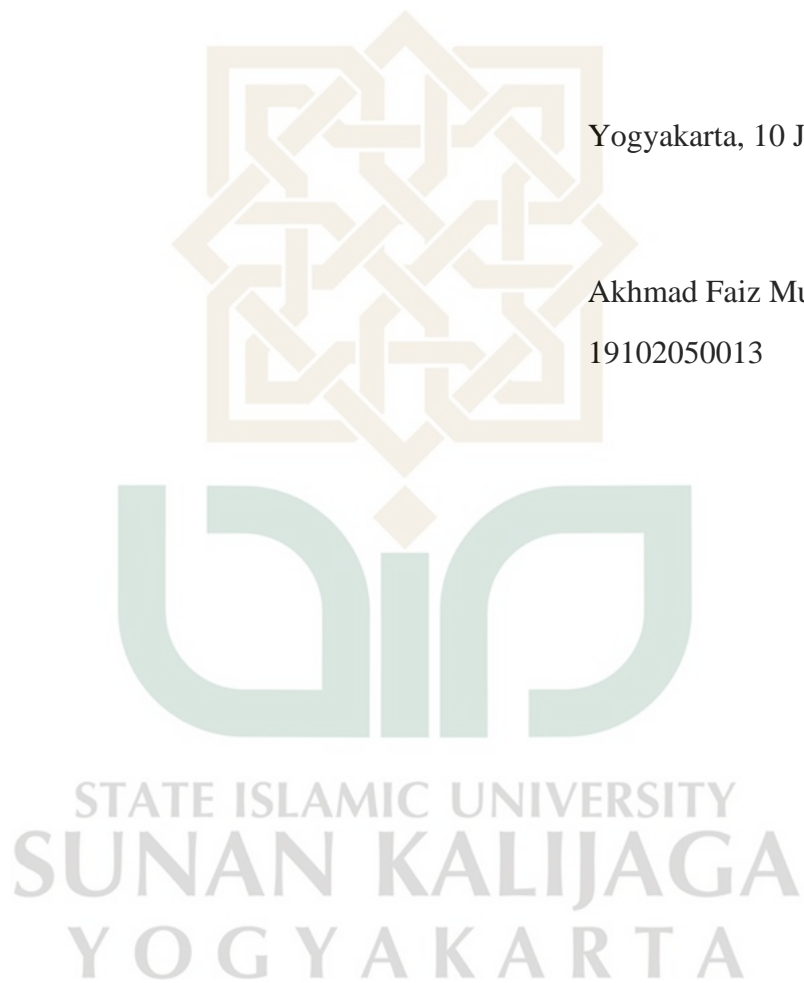 Yogyakarta, 10 J
Akhmad Faiz Mu
19102050013
STATE ISLAMIC UNIVERSITY
SUNAN KALIJAGA
YOGYAKARTA